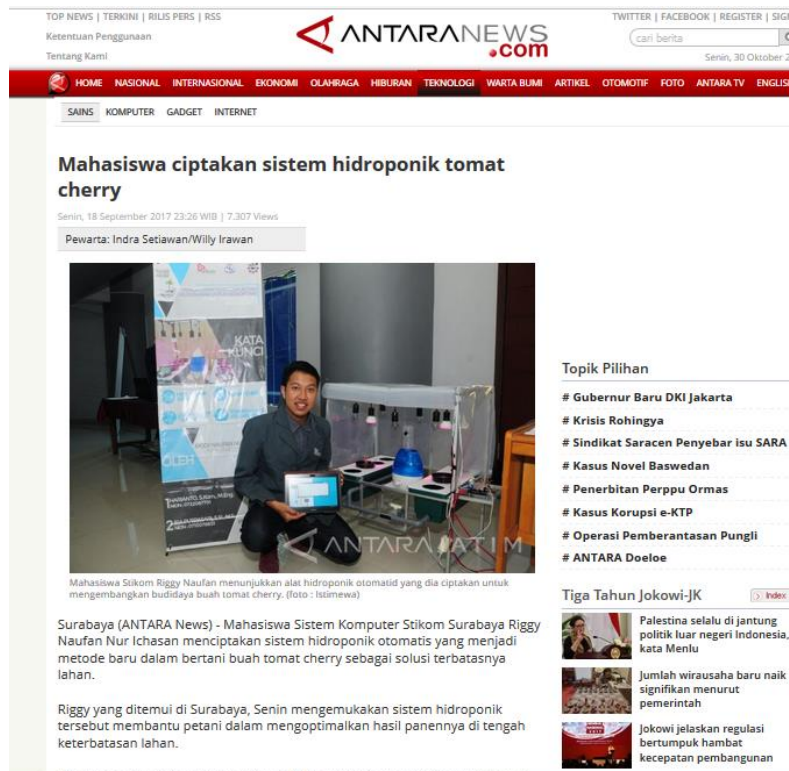 TOP NEWS | TERKINI | RILIS PERS | RSS
TWITTER | FACEBOOK | REGISTER |
Ketentuan Penggunaan
Tentang Kami
ANTARANEWS
.com
cari berita
Senin, 30 Oktober
HOME NASIONAL INTERNASIONAL EKONOMI OLAHRAGA HIBURAN TEKNOLOGI WARTA BUMI ARTIKEL OTOMOTIF FOTO ANTARA TV ENGLIS
SAINS KOMPUTER GADGET INTERNET
Mahasiswa ciptakan sistem hidroponik tomat
cherry
Senin, 18 September 2017 23:26 WIB | 7.307 Views
Pewarta: Indra Setiawan/Willy Irawan
KATA
KUNCI
OLEH
ANTARA JATIM
Mahasiswa Stikom Riggy Naufan menunjukkan alat hidroponik otomatid yang dia ciptakan untuk
mengembangkan budidaya buah tomat cherry. (foto : Istimewa)
Surabaya (ANTARA News) - Mahasiswa Sistem Komputer Stikom Surabaya Riggy
Naufan Nur Ichasan menciptakan sistem hidroponik otomatis yang menjadi
metode baru dalam bertani buah tomat cherry sebagai solusi terbatasnya
lahan.
Riggy yang ditemui di Surabaya, Senin mengemukakan sistem hidroponik
tersebut membantu petani dalam mengoptimalkan hasil panennya di tengah
keterbatasan lahan.
Topik Pilihan
# Gubernur Baru DKI Jakarta
# Krisis Rohingya
# Sindikat Saracen Penyebar isu SARA
# Kasus Novel Baswedan
# Penerbitan Perppu Ormas
# Kasus Korupsi e-KTP
# Operasi Pemberantasan Pungli
# ANTARA Doeloe
Tiga Tahun Jokowi-JK
Index
Palestina selalu di jantung
politik luar negeri Indonesia,
kata Menlu
Jumlah wirausaha baru naik
signifikan menurut
pemerintah
Jokowi jelaskan regulasi
bertumpuk hambat
kecepatan pembangunan